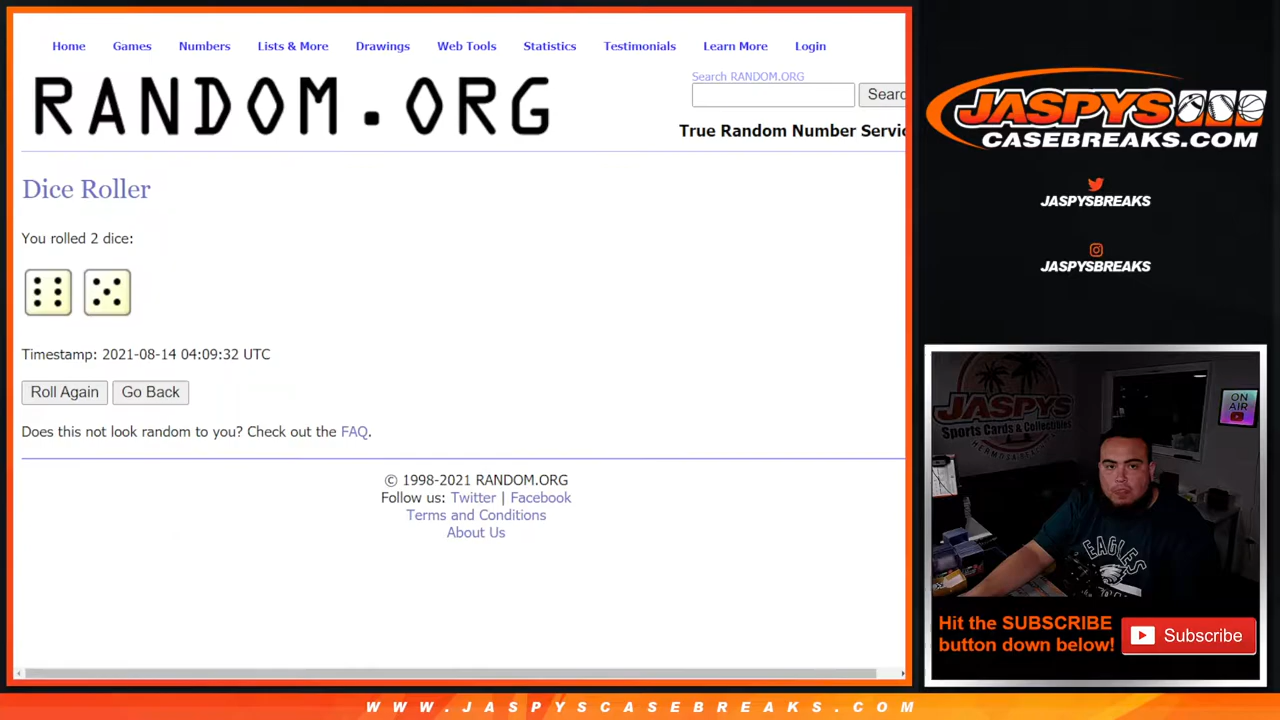 Home Games Numbers Lists & More Drawings Web Tools Statistics Testimonials Learn More Login
RANDOM.ORG
Search RANDOM.ORG
Searc
True Random Number Servic
Dice Roller
You rolled 2 dice:
Timestamp: 2021-08-14 04:09:32 UTC
Roll Again Go Back
Does this not look random to you? Check out the FAQ.
© 1998-2021 RANDOM.ORG
Follow us: Twitter | Facebook
Terms and Conditions
About Us
JASPYS
CASEBREAKS.COM
JASPYSBREAKS
JASPYSBREAKS
JASPYS
Sports Cards & Collectibles
HERMOSA BEACH
ON
AIR
EAGLES
Hit the SUBSCRIBE
button down below!
Subscribe
WWW.JASPYSCASEBREAKS.COM